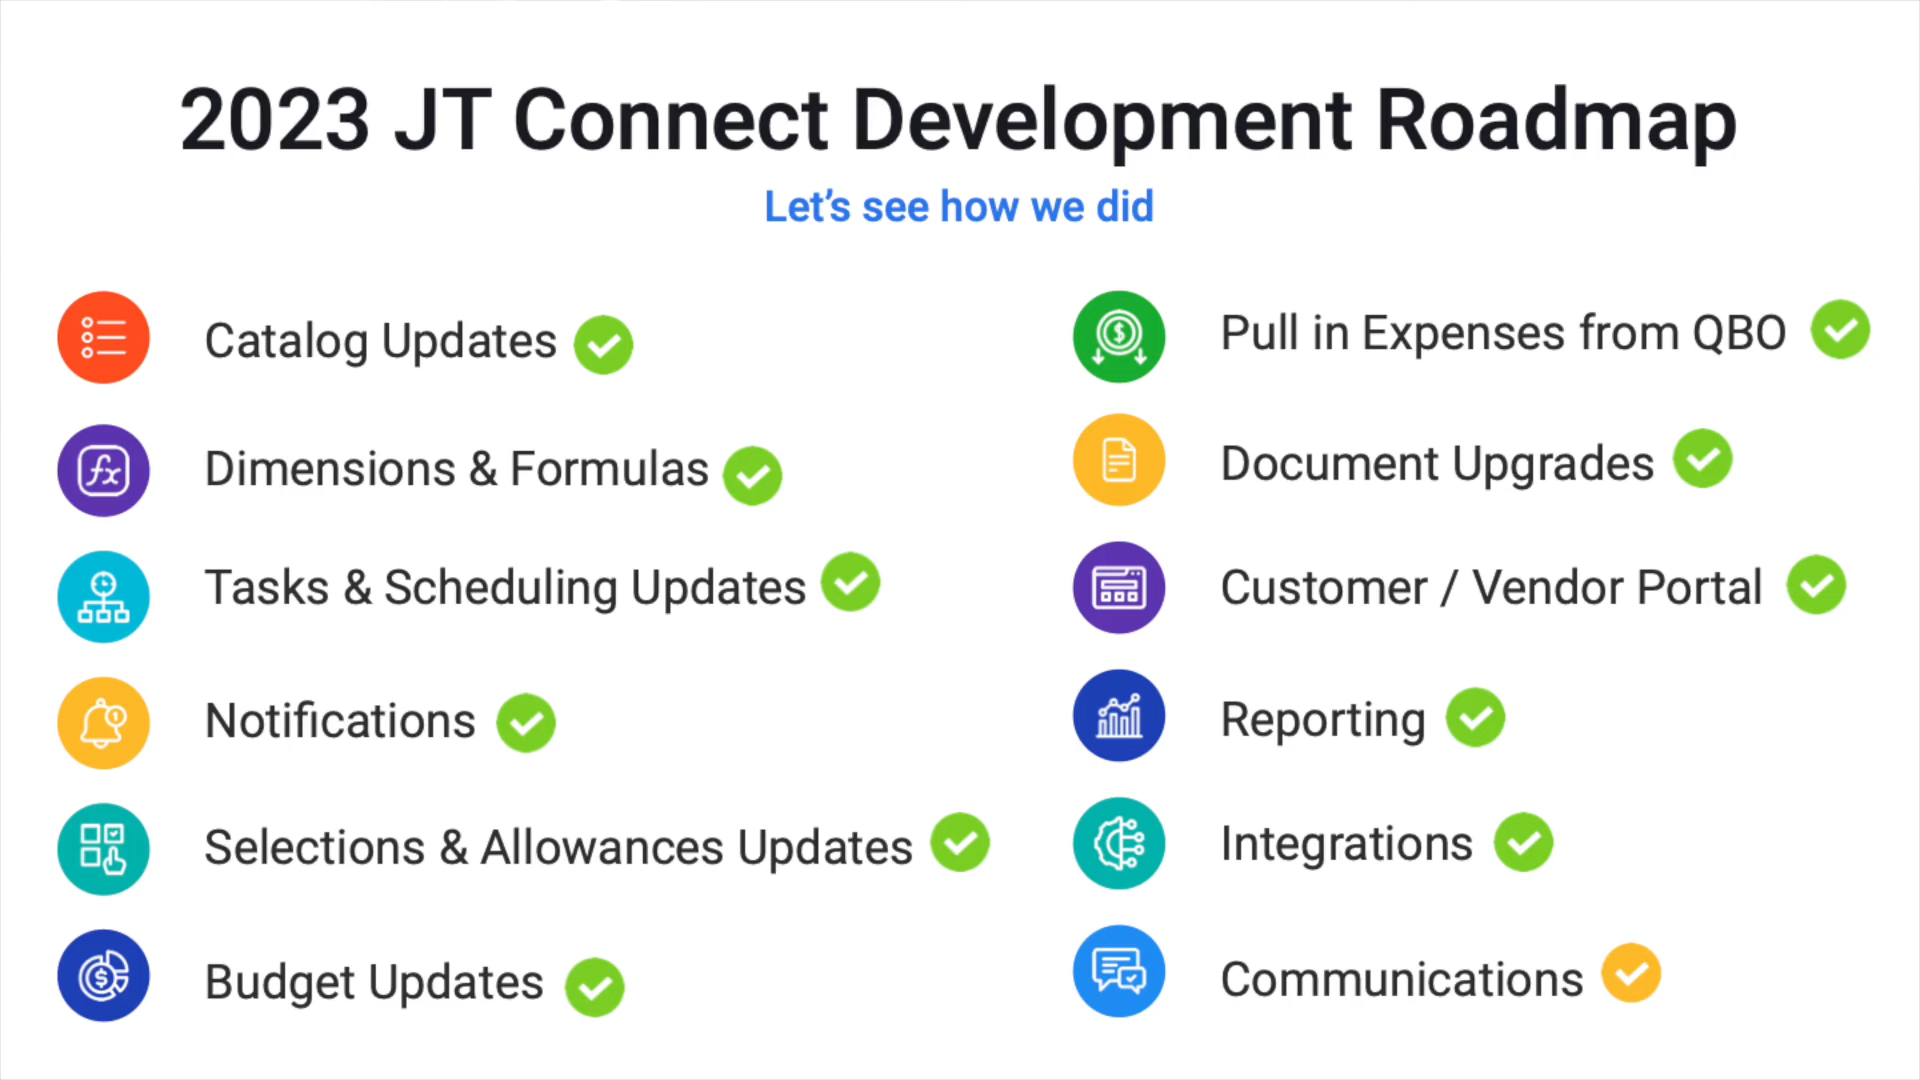 2023 JT Connect Development Roadmap
Let's see how we did
Catalog Updates
Dimensions & Formulas
Tasks & Scheduling Updates
Notifications
Selections & Allowances Updates
Budget Updates
Pull in Expenses from QBO
Document Upgrades
Customer / Vendor Portal
Reporting
Integrations
Communications